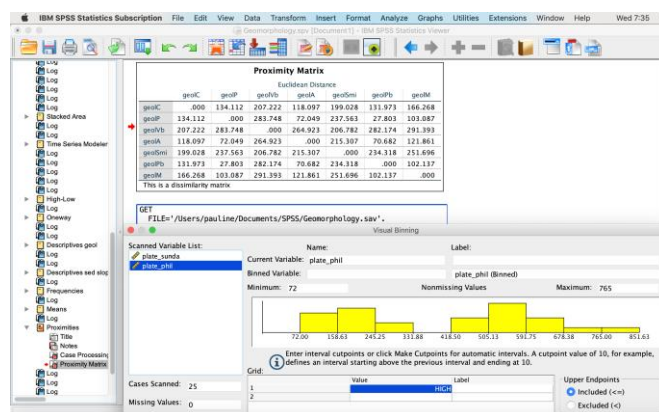 IBM SPSS Statistics Subscription File Edit View Data Transform Insert Format Analyze Graphs Utilities Extensions Window Help Wed 7:35
Geomorphology.spv [Document1] - IBM SPSS Statistics Viewer
Log
Log
Log
Log
Log
Stacked Area
Log
Log
Time Series Modeler
Log
Log
Log
Log
Log
Log
High-Low
Log
Oneway
Log
Descriptives geol
Log
Log
Descriptives sed slop
Log
Frequencies
Log
Means
Log
Proximities
Title
Notes
Case Processing
Proximity Matrix
Log
Log
Log
Proximity Matrix
Euclidean Distance
geolC geolP geolVb geolA geolSmi geolPb geolM
geolC .000 134.112 207.222 118.097 199.028 131.973 166.268
geolP 134.112 .000 283.748 72.049 237.563 27.803 103.087
geolVb 207.222 283.748 .000 264.923 206.782 282.174 291.393
geolA 118.097 72.049 264.923 .000 215.307 70.682 121.861
geolSmi 199.028 237.563 206.782 215.307 .000 234.318 251.696
geolPb 131.973 27.803 282.174 70.682 234.318 .000 102.137
geolM 166.268 103.087 291.393 121.861 251.696 102.137 .000
This is a dissimilarity matrix
GET
FILE='/Users/pauline/Documents/SPSS/Geomorphology.sav'.
Visual Binning
Scanned Variable List:
plate_sunda
plate_phil
Name: Label:
Current Variable: plate_phil
Binned Variable: plate_phil (Binned)
Minimum: 72 Nonmissing Values Maximum: 765
72.00 158.63 245.25 331.88 418.50 505.13 591.75 678.38 765.00 851.63
Enter interval cutpoints or click Make Cutpoints for automatic intervals. A cutpoint value of 10, for example,
defines an interval starting above the previous interval and ending at 10.
Grid:
Value Label
1 HIGH
2
Cases Scanned: 25
Missing Values: 0
Upper Endpoints
Included (<=)
Excluded (<)